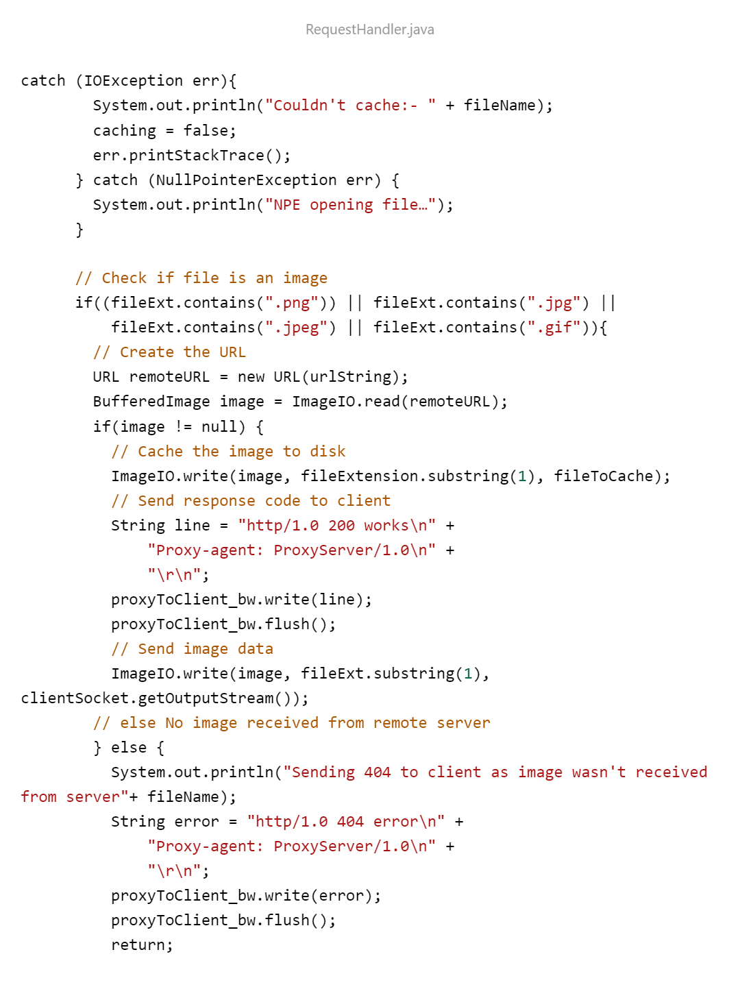 RequestHandler.java
catch (IOException err){
System.out.println("Couldn't cache:- " + fileName);
caching = false;
err.printStackTrace();
} catch (NullPointerException err) {
System.out.println("NPE opening file…");
}
// Check if file is an image
if((fileExt.contains(".png")) || fileExt.contains(".jpg") ||
fileExt.contains(".jpeg") || fileExt.contains(".gif")){
// Create the URL
URL remoteURL = new URL(urlString);
BufferedImage image = ImageIO.read(remoteURL);
if(image != null) {
// Cache the image to disk
ImageIO.write(image, fileExtension.substring(1), fileToCache);
// Send response code to client
String line = "http/1.0 200 works\n" +
"Proxy-agent: ProxyServer/1.0\n" +
"\r\n";
proxyToClient_bw.write(line);
proxyToClient_bw.flush();
// Send image data
ImageIO.write(image, fileExt.substring(1),
clientSocket.getOutputStream());
// else No image received from remote server
} else {
System.out.println("Sending 404 to client as image wasn't received
from server"+ fileName);
String error = "http/1.0 404 error\n" +
"Proxy-agent: ProxyServer/1.0\n" +
"\r\n";
proxyToClient_bw.write(error);
proxyToClient_bw.flush();
return;